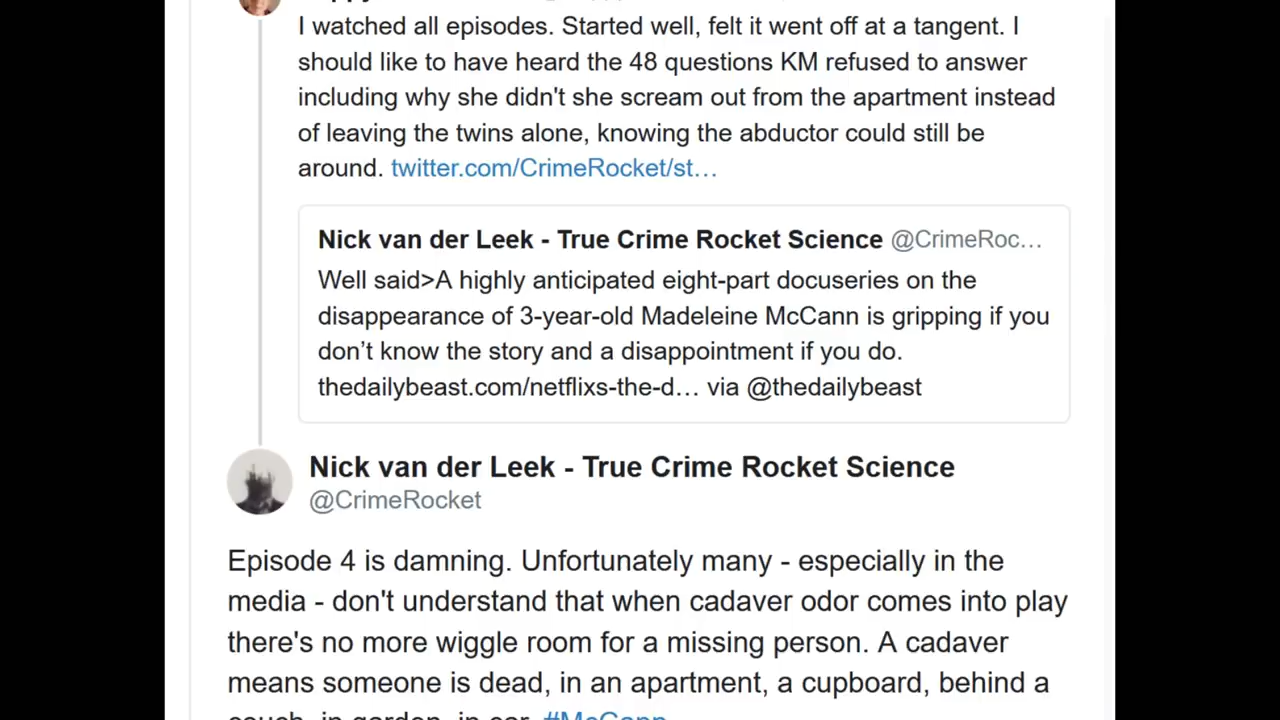 I watched all episodes. Started well, felt it went off at a tangent. I
should like to have heard the 48 questions KM refused to answer
including why she didn't she scream out from the apartment instead
of leaving the twins alone, knowing the abductor could still be
around. twitter.com/CrimeRocket/st…
Nick van der Leek - True Crime Rocket Science @CrimeRoc…
Well said>A highly anticipated eight-part docuseries on the
disappearance of 3-year-old Madeleine McCann is gripping if you
don’t know the story and a disappointment if you do.
thedailybeast.com/netflixs-the-d… via @thedailybeast
Nick van der Leek - True Crime Rocket Science
@CrimeRocket
Episode 4 is damning. Unfortunately many - especially in the
media - don't understand that when cadaver odor comes into play
there's no more wiggle room for a missing person. A cadaver
means someone is dead, in an apartment, a cupboard, behind a
couch, in garden, in car. #McCann